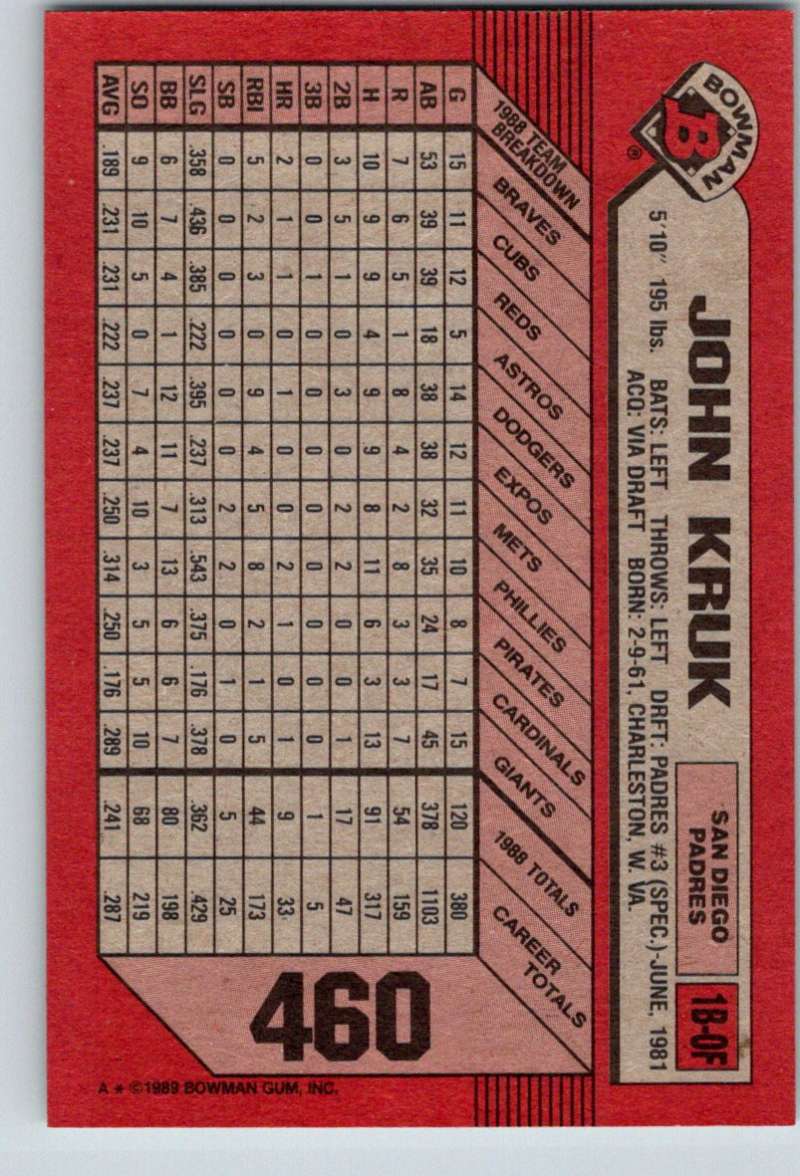 BOWMAN
B
®
JOHN KRUK
SAN DIEGO
PADRES
1B-OF
5'10" 195 lbs. BATS: LEFT THROWS: LEFT DRFT: PADRES #3 (SPEC.)-JUNE, 1981
ACQ: VIA DRAFT BORN: 2-9-61, CHARLESTON, W. VA.
1988 TEAM
BREAKDOWN
BRAVES
CUBS
REDS
ASTROS
DODGERS
EXPOS
METS
PHILLIES
PIRATES
CARDINALS
GIANTS
1988 TOTALS
CAREER
TOTALS
G 15 11 12 5 14 12 11 10 8 7 15 120 380
AB 53 39 39 18 38 38 32 35 24 17 45 378 1103
R 7 6 5 1 8 4 2 8 3 3 7 54 159
H 10 9 9 4 9 9 8 11 6 3 13 91 317
2B 3 5 1 0 3 0 2 2 0 0 1 17 47
3B 0 0 1 0 0 0 0 0 0 0 0 1 5
HR 2 1 1 0 1 0 0 2 1 0 1 9 33
RBI 5 2 3 0 9 4 5 8 2 1 5 44 173
SB 0 0 0 0 0 0 2 2 0 1 0 5 25
SLG .358 .436 .385 .222 .395 .237 .313 .543 .375 .176 .378 .362 .429
BB 6 7 4 1 12 11 7 13 6 6 7 80 198
SO 9 10 5 0 7 4 10 3 5 5 10 68 219
AVG .189 .231 .231 .222 .237 .237 .250 .314 .250 .176 .289 .241 .287
460
A ★ ©1989 BOWMAN GUM, INC.